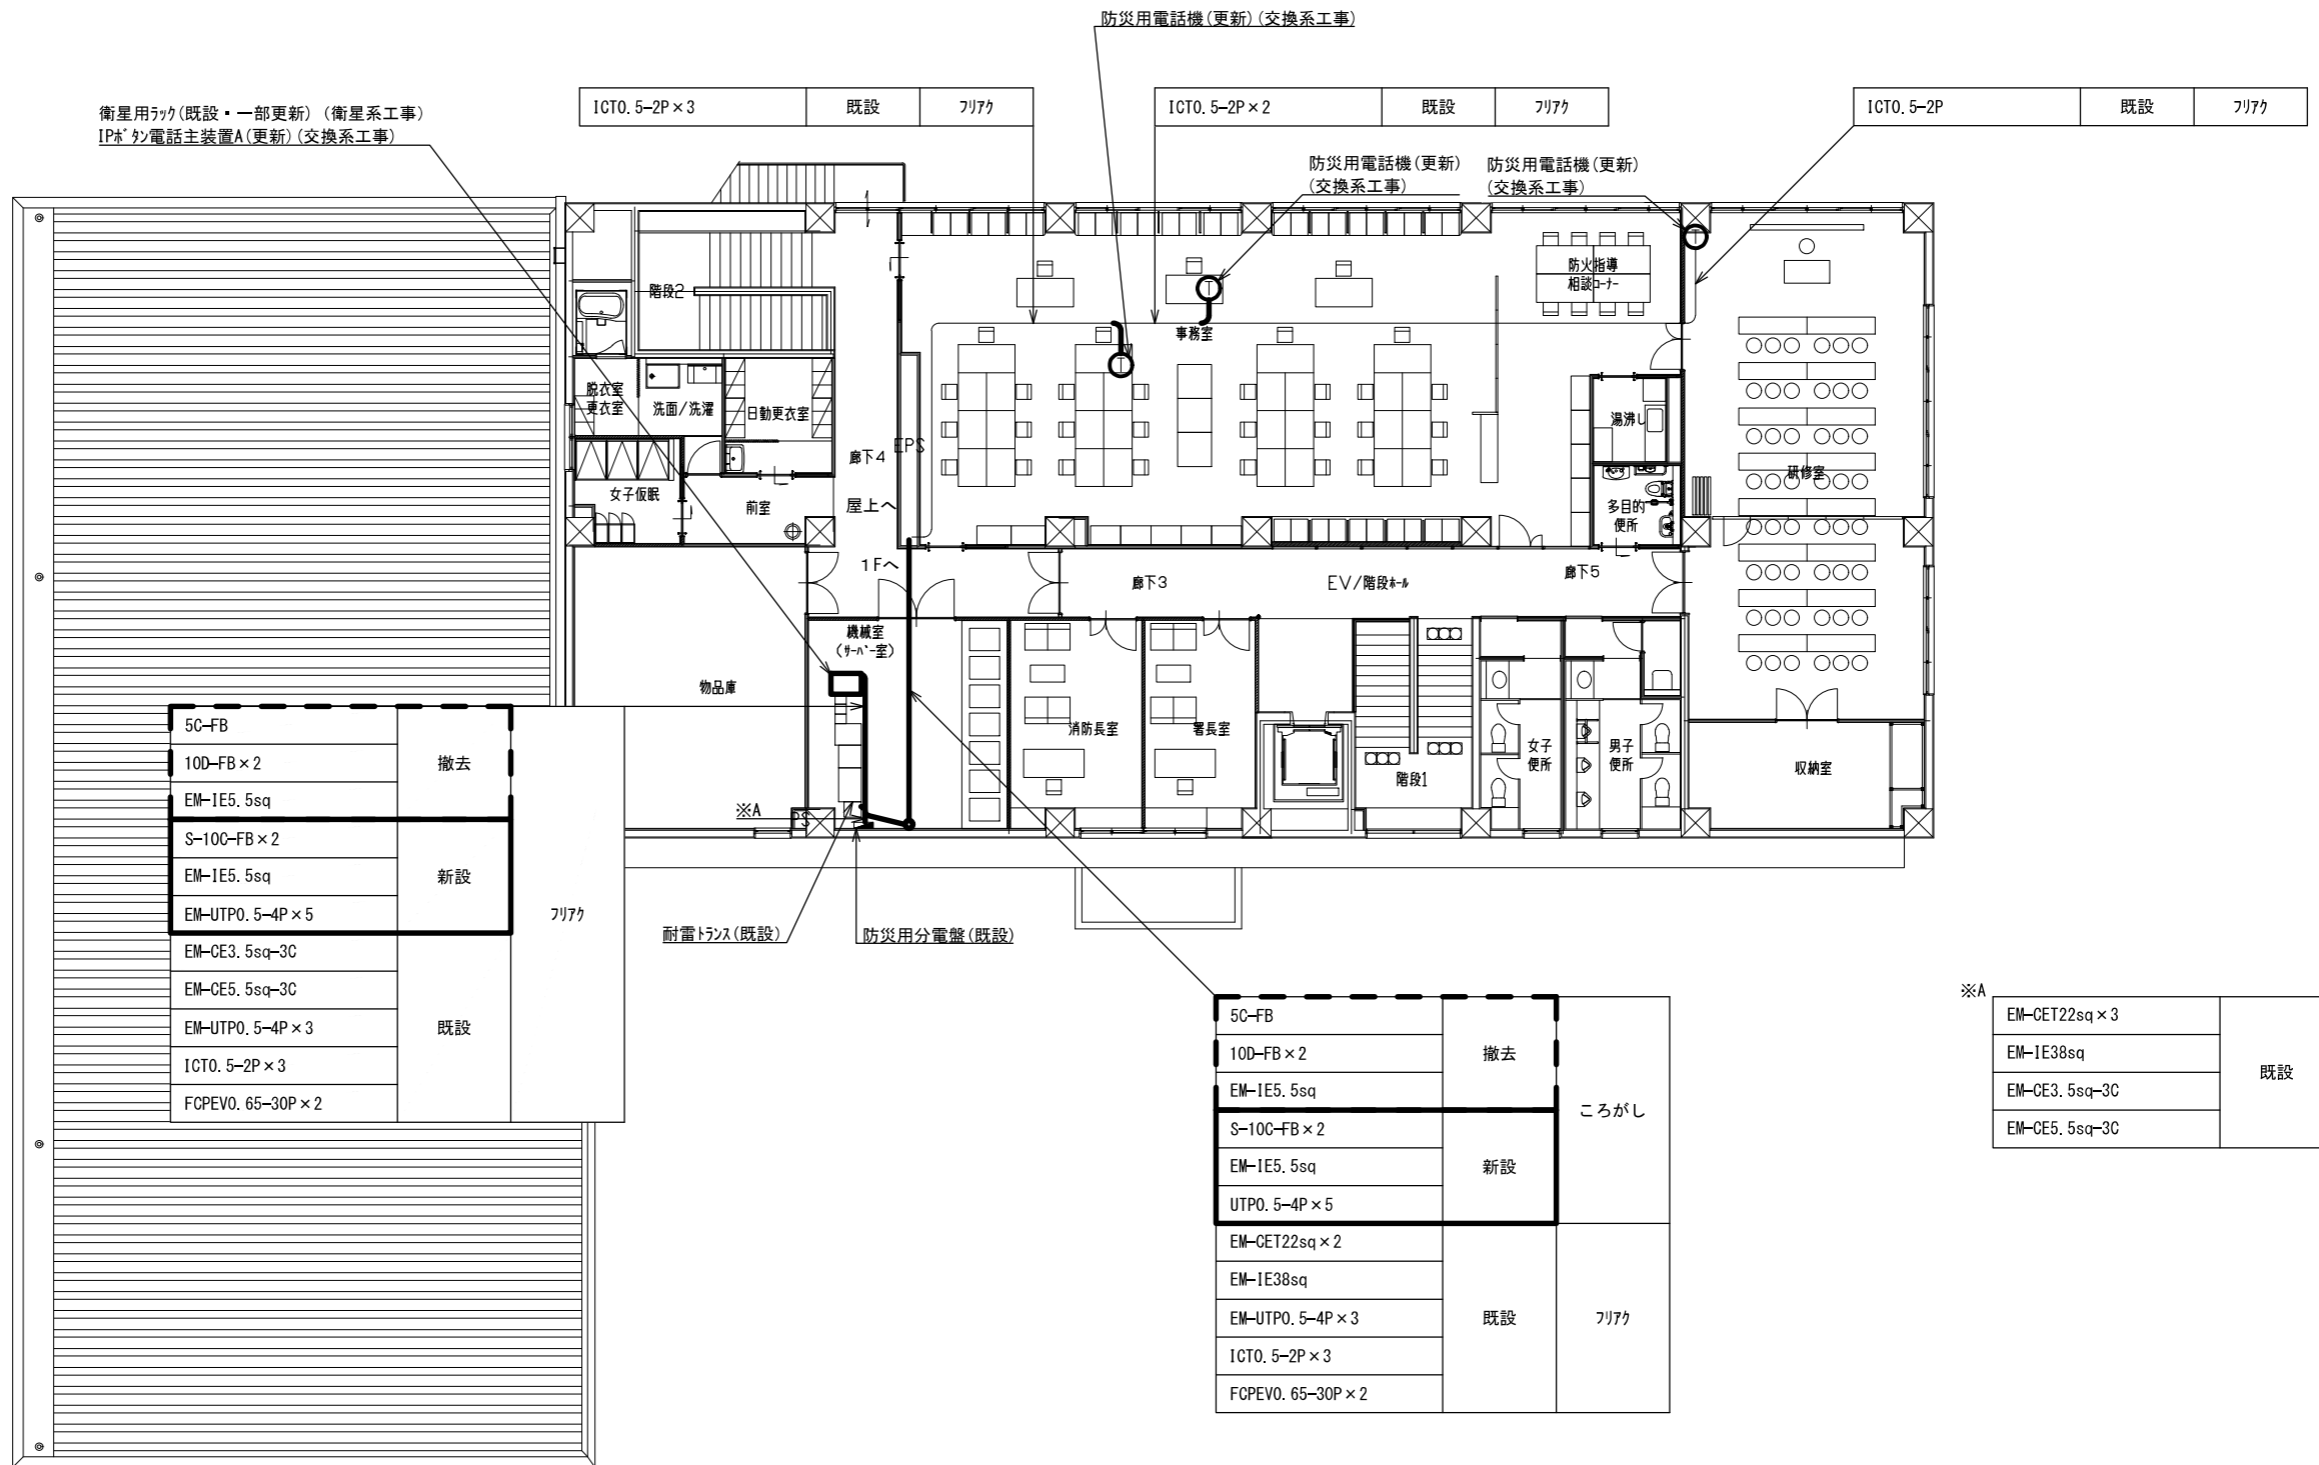 防災用電話機(更新)(交換系工事)
ICT0.5-2P×3 既設 フリアク
ICT0.5-2P×2 既設 フリアク
ICT0.5-2P 既設 フリアク
衛星用ラック(既設・一部更新) (衛星系工事)
IPボタン電話主装置A(更新)(交換系工事)
防災用電話機(更新)
(交換系工事)
防災用電話機(更新)
(交換系工事)
T
T
T
階段2
防火指導
相談コーナー
事務室
脱衣室
更衣室
洗面/洗濯
日動更衣室
湯沸し
廊下4
EPS
研修室
女子仮眠
前室
屋上へ
多目的
便所
1Fへ
廊下3
EV/階段ホール
廊下5
機械室
(サーバー室)
物品庫
消防長室
署長室
階段1
女子
便所
男子
便所
収納室
※A
PS
耐雷トランス(既設)
防災用分電盤(既設)
5C-FB
10D-FB×2
EM-IE5.5sq
撤去
S-10C-FB×2
EM-IE5.5sq
EM-UTP0.5-4P×5
新設
EM-CE3.5sq-3C
EM-CE5.5sq-3C
EM-UTP0.5-4P×3
ICT0.5-2P×3
FCPEV0.65-30P×2
既設
フリアク
5C-FB
10D-FB×2
EM-IE5.5sq
撤去
S-10C-FB×2
EM-IE5.5sq
UTP0.5-4P×5
新設
ころがし
EM-CET22sq×2
EM-IE38sq
EM-UTP0.5-4P×3
ICT0.5-2P×3
FCPEV0.65-30P×2
既設
フリアク
※A
EM-CET22sq×3
EM-IE38sq
EM-CE3.5sq-3C
EM-CE5.5sq-3C
既設